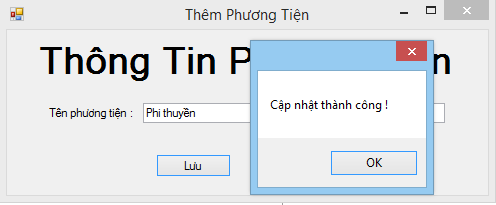 Thêm Phương Tiện
Thông Tin P
Tên phương tiện :
Phi thuyền
Cập nhật thành công !
Lưu
OK